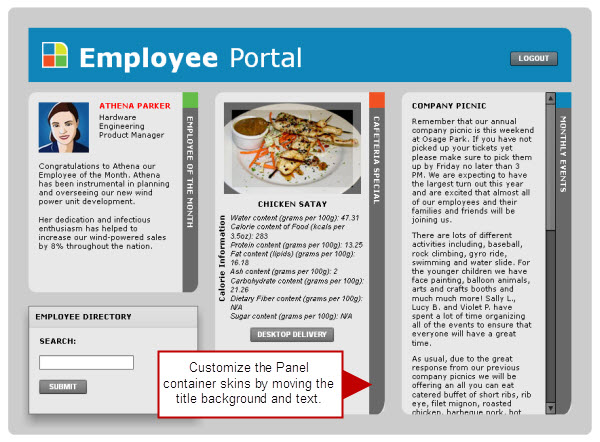 Employee Portal
LOGOUT
ATHENA PARKER
Hardware
Engineering
Product Manager
Congratulations to Athena our
Employee of the Month. Athena
has been instrumental in planning
and overseeing our new wind
power unit development.
Her dedication and infectious
enthusiasm has helped to
increase our wind-powered sales
by 8% throughout the nation.
EMPLOYEE OF THE MONTH
EMPLOYEE DIRECTORY
SEARCH:
SUBMIT
CHICKEN SATAY
Calorie Information
Water content (grams per 100g): 47.31
Calorie content of Food (kcals per
3.5oz): 283
Protein content (grams per 100g): 13.25
Fat content (lipids) (grams per 100g):
16.18
Ash content (grams per 100g): 2
Carbohydrate content (grams per 100g):
21.26
Dietary Fiber content (grams per 100g):
N/A
Sugar content (grams per 100g): N/A
DESKTOP DELIVERY
CAFETERIA SPECIAL
Customize the Panel
container skins by moving the
title background and text.
COMPANY PICNIC
Remember that our annual
company picnic is this weekend
at Osage Park. If you have not
picked up your tickets yet
please make sure to pick them
up by Friday no later than 3
PM. We are expecting to have
the largest turn out this year
and are excited that almost all
of our employees and their
families and friends will be
joining us.
There are lots of different
activities including, baseball,
rock climbing, gyro ride,
swimming and water slide. For
the younger children we have
face painting, balloon animals,
arts and crafts booths and
much much more! Sally L.,
Lucy B. and Violet P. have
spent a lot of time organizing
all of the events to ensure that
everyone will have a great
time.
As usual, due to the great
response from our previous
company picnics we will be
offering an all you can eat
catered buffet of short ribs, rib
eye, filet mignon, roasted
chicken, barbeque pork, hot
MONTHLY EVENTS